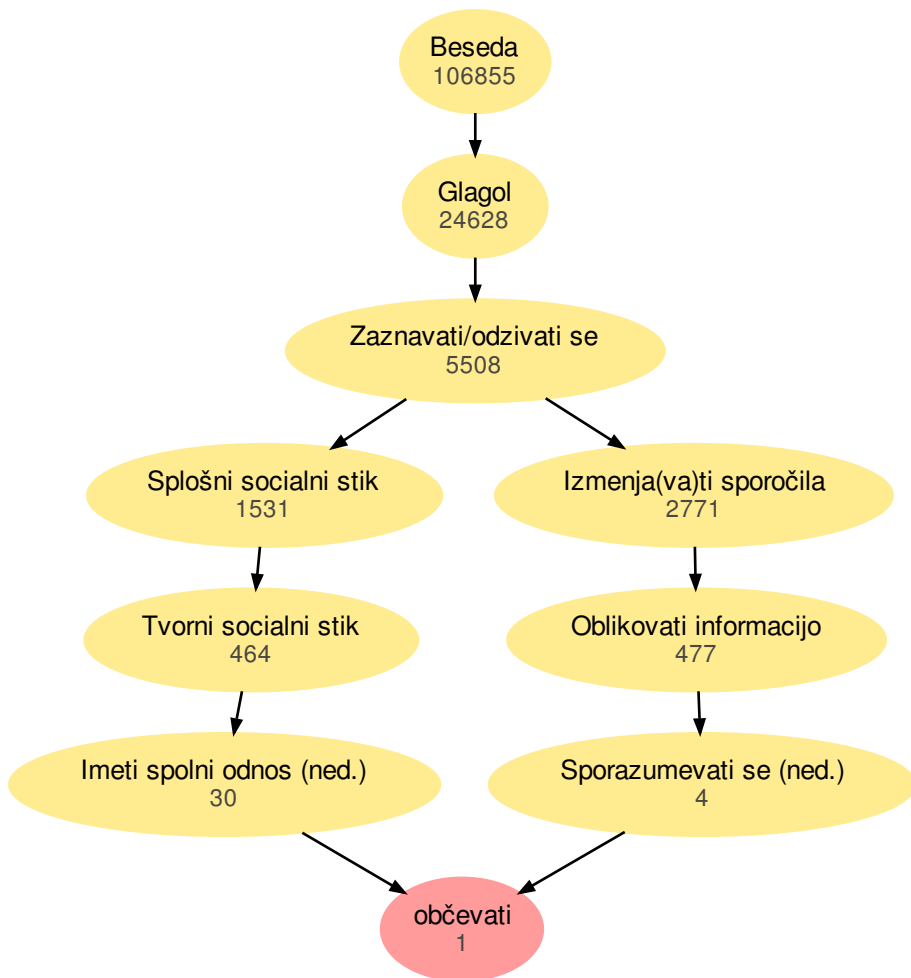 Beseda
106855
Glagol
24628
Zaznavati/odzivati se
5508
Splošni socialni stik
1531
Izmenja(va)ti sporočila
2771
Tvorni socialni stik
464
Oblikovati informacijo
477
Imeti spolni odnos (ned.)
30
Sporazumevati se (ned.)
4
občevati
1